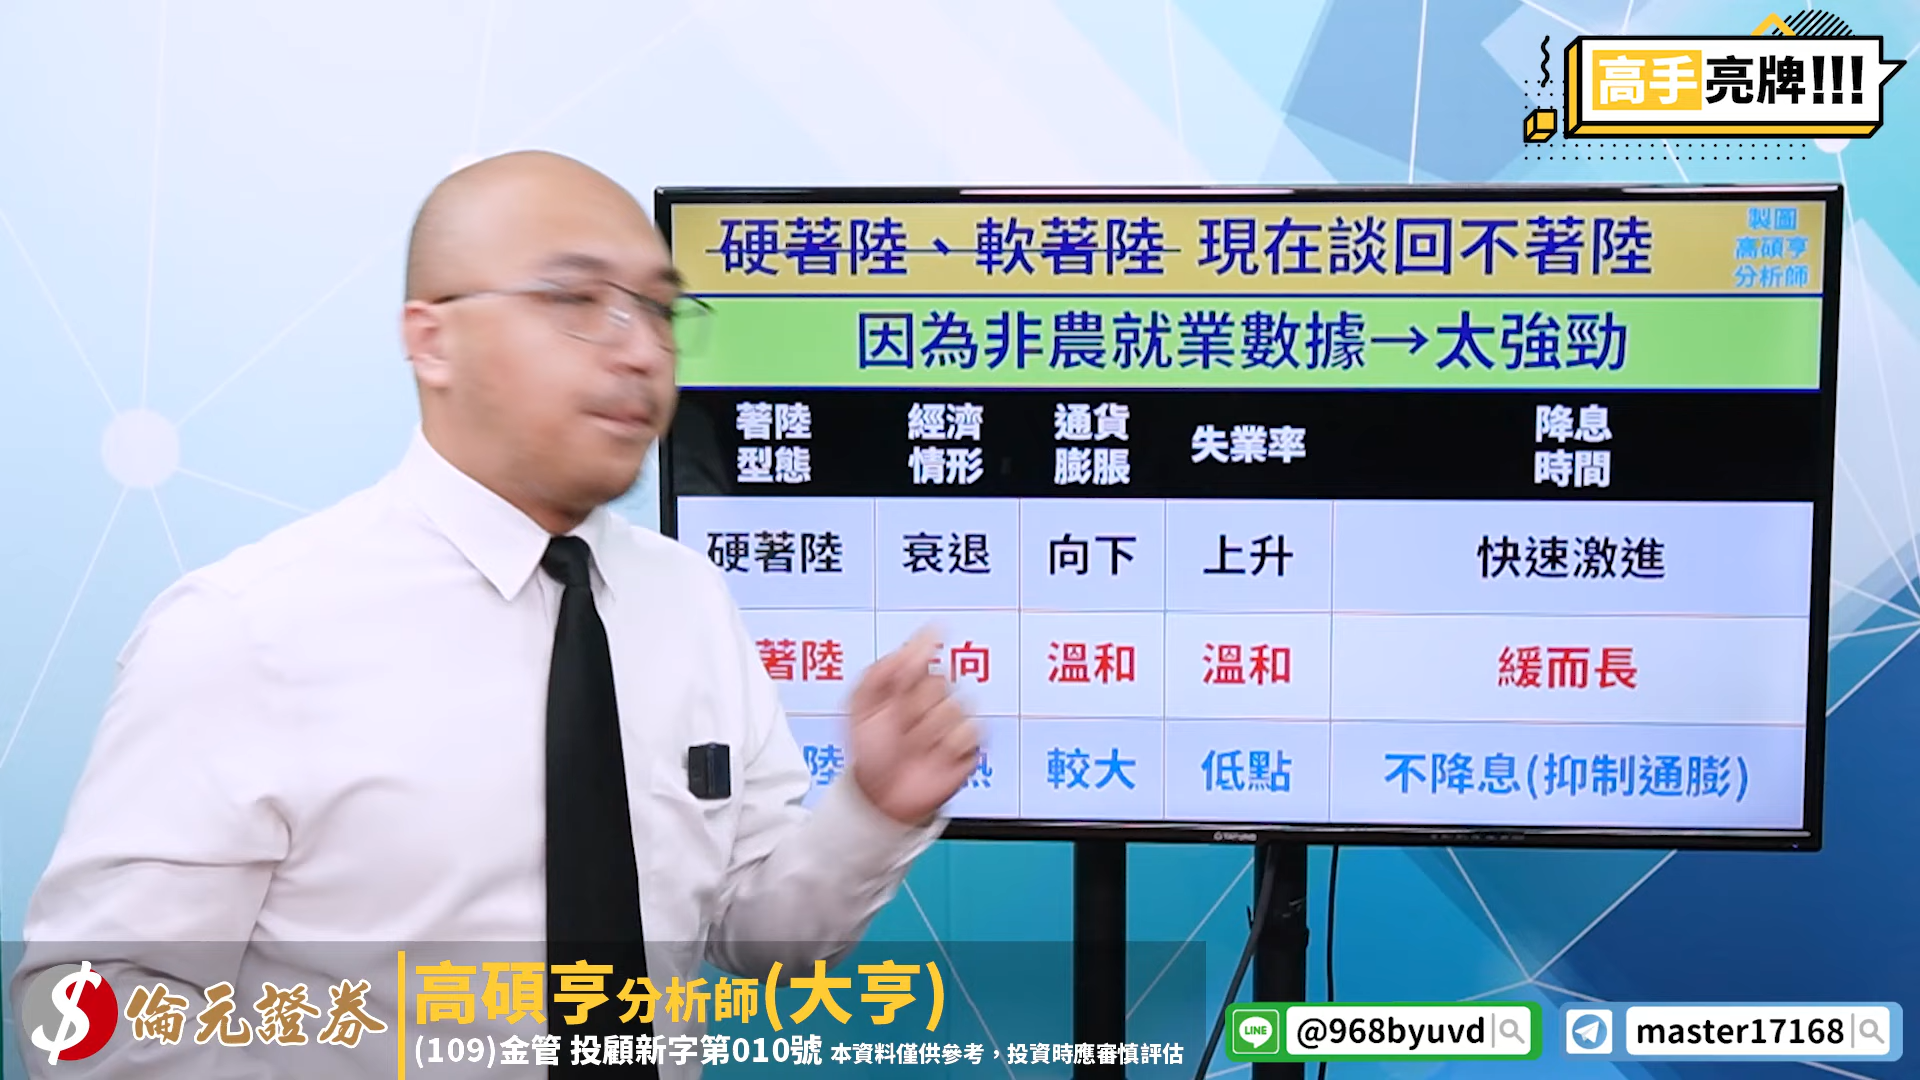 高手亮牌!!!
硬著陸、軟著陸 現在談回不著陸
製圖
高碩亨
分析師
因為非農就業數據→太強勁
著陸型態 經濟情形 通貨膨脹 失業率 降息時間
硬著陸 衰退 向下 上升 快速激進
著陸 向 溫和 溫和 緩而長
陸 熱 較大 低點 不降息(抑制通膨)
倫元證券
高碩亨分析師(大亨)
(109)金管 投顧新字第010號 本資料僅供參考，投資時應審慎評估
LINE @968byuvd
master17168